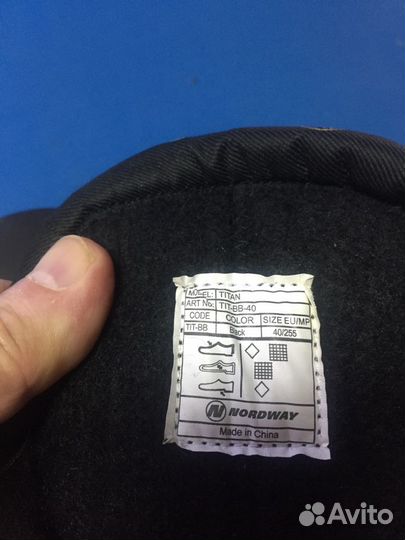 MODEL: TITAN
ART No: TIT-BB-40
CODE COLOR SIZE EU/MP
TIT-BB Black 40/255
NORDWAY
Made in China
Avito